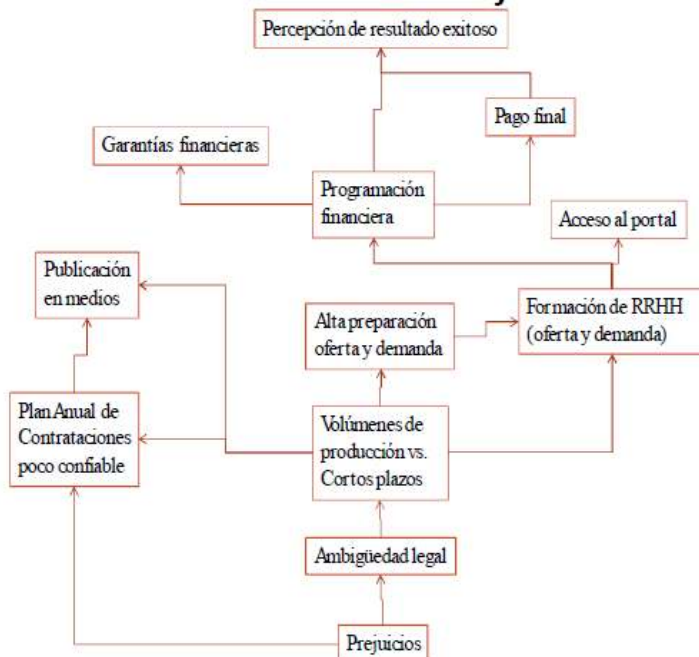 Percepción de resultado exitoso
Pago final
Garantías financieras
Programación
financiera
Acceso al portal
Publicación
en medios
Alta preparación
oferta y demanda
Formación de RRHH
(oferta y demanda)
Plan Anual de
Contrataciones
poco confiable
Volúmenes de
producción vs.
Cortos plazos
Ambigüedad legal
Prejuicios